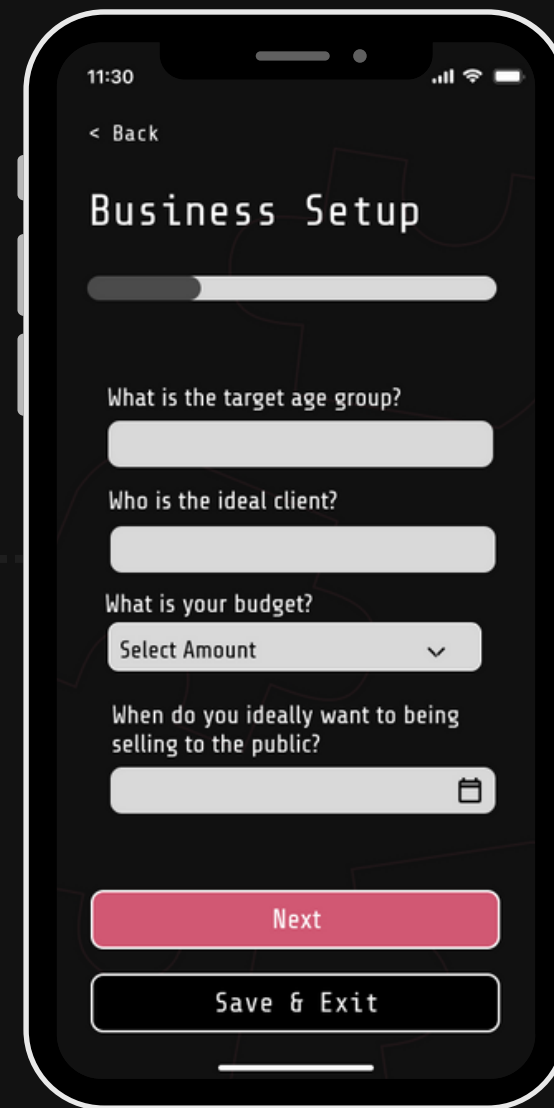 11:30
< Back
Business Setup
What is the target age group?
Who is the ideal client?
What is your budget?
Select Amount
When do you ideally want to being
selling to the public?
Next
Save & Exit